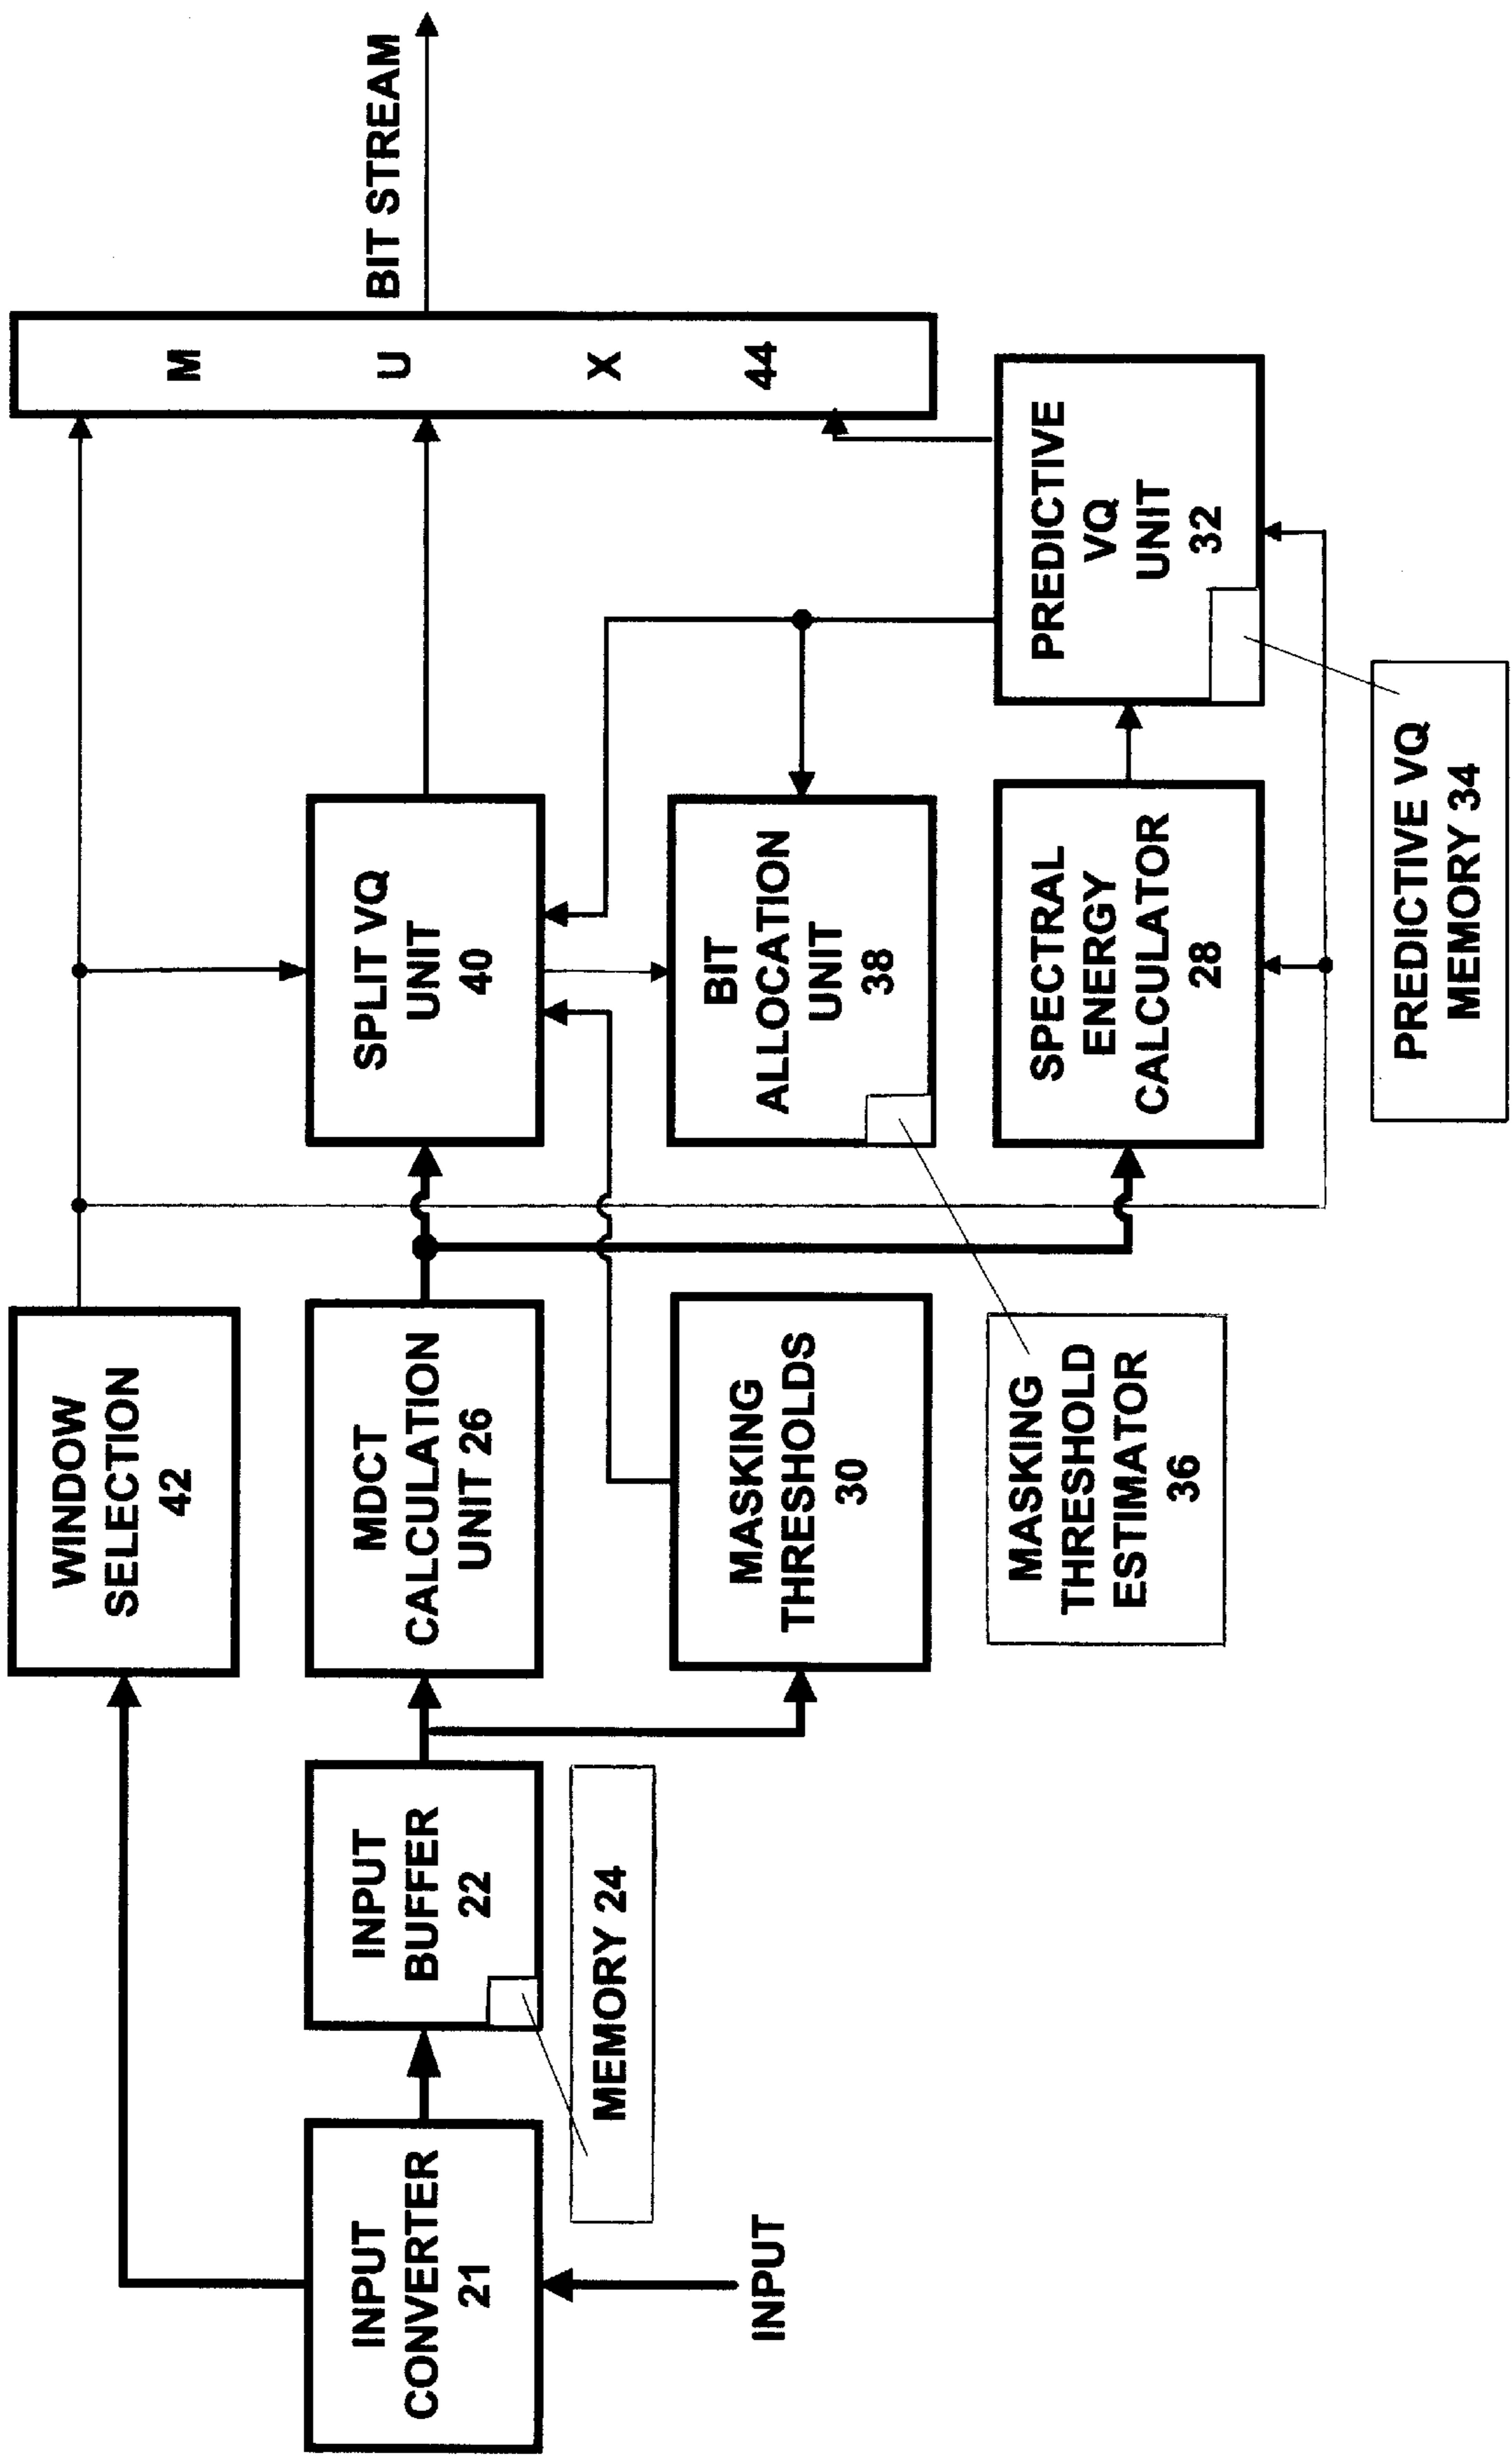 WINDOW
SELECTION
42
INPUT
CONVERTER
21
INPUT
BUFFER
22
MDCT
CALCULATION
UNIT 26
SPLIT VQ
UNIT
40
M
U
X
44
BIT STREAM
MEMORY 24
INPUT
MASKING
THRESHOLDS
30
BIT
ALLOCATION
UNIT
38
MASKING
THRESHOLD
ESTIMATOR
36
SPECTRAL
ENERGY
CALCULATOR
28
PREDICTIVE
VQ
UNIT
32
PREDICTIVE VQ
MEMORY 34